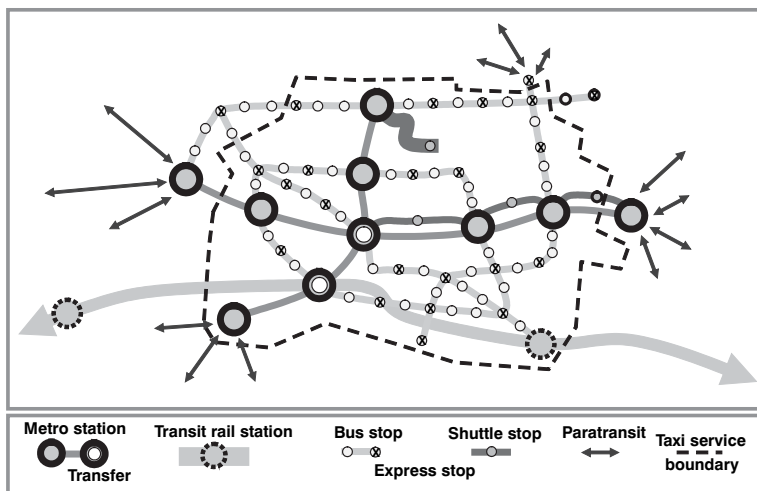 Metro station
Transfer
Transit rail station
Bus stop
Express stop
Shuttle stop
Paratransit
Taxi service
boundary